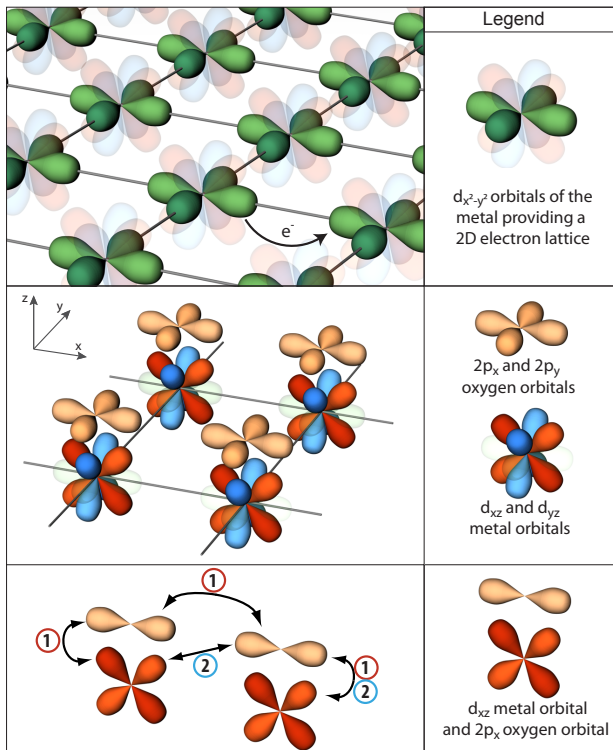 Legend
e⁻
dx²-y² orbitals of the
metal providing a
2D electron lattice
z
y
x
2px and 2py
oxygen orbitals
dxz and dyz
metal orbitals
1
1
2
1
2
dxz metal orbital
and 2px oxygen orbital